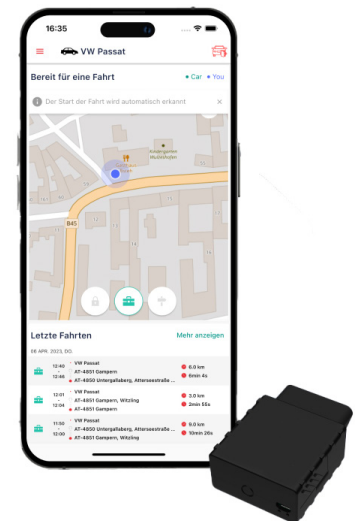 16:35
VW Passat
Bereit für eine Fahrt
Car
You
Der Start der Fahrt wird automatisch erkannt
Kindergarten
B45
Letzte Fahrten
Mehr anzeigen
06 APR. 2023, DO.
12:40 - 12:46
VW Passat
AT-4851 Gampern
AT-4850 Untergallaberg, Atterseestraße ...
6.0 km
6min 4s
12:01 - 12:04
VW Passat
AT-4851 Gampern, Witzling
AT-4851 Gampern
3.0 km
2min 55s
11:50 - 12:00
VW Passat
AT-4850 Untergallaberg, Atterseestraße ...
AT-4851 Gampern, Witzling
9.0 km
10min 26s